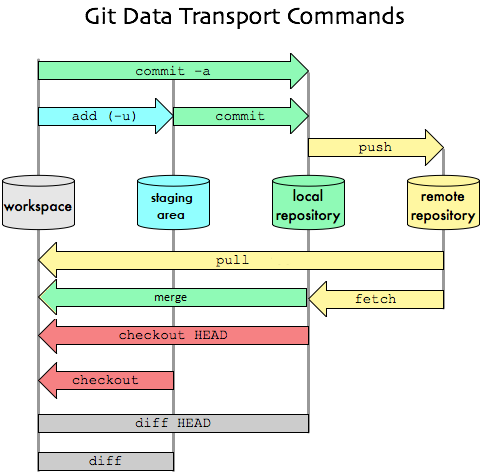 Git Data Transport Commands
commit -a
add (-u)
commit
push
workspace
staging
area
local
repository
remote
repository
pull
merge
fetch
checkout HEAD
checkout
diff HEAD
diff